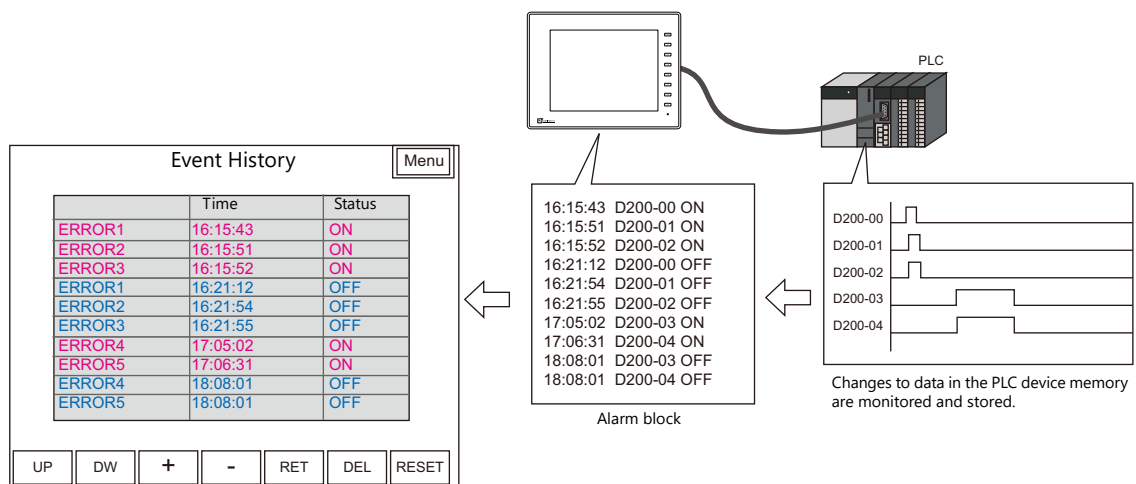 PLC
Event History
Menu
Time Status
ERROR1 16:15:43 ON
ERROR2 16:15:51 ON
ERROR3 16:15:52 ON
ERROR1 16:21:12 OFF
ERROR2 16:21:54 OFF
ERROR3 16:21:55 OFF
ERROR4 17:05:02 ON
ERROR5 17:06:31 ON
ERROR4 18:08:01 OFF
ERROR5 18:08:01 OFF
UP DW + - RET DEL RESET
16:15:43 D200-00 ON
16:15:51 D200-01 ON
16:15:52 D200-02 ON
16:21:12 D200-00 OFF
16:21:54 D200-01 OFF
16:21:55 D200-02 OFF
17:05:02 D200-03 ON
17:06:31 D200-04 ON
18:08:01 D200-03 OFF
18:08:01 D200-04 OFF
Alarm block
D200-00
D200-01
D200-02
D200-03
D200-04
Changes to data in the PLC device memory
are monitored and stored.